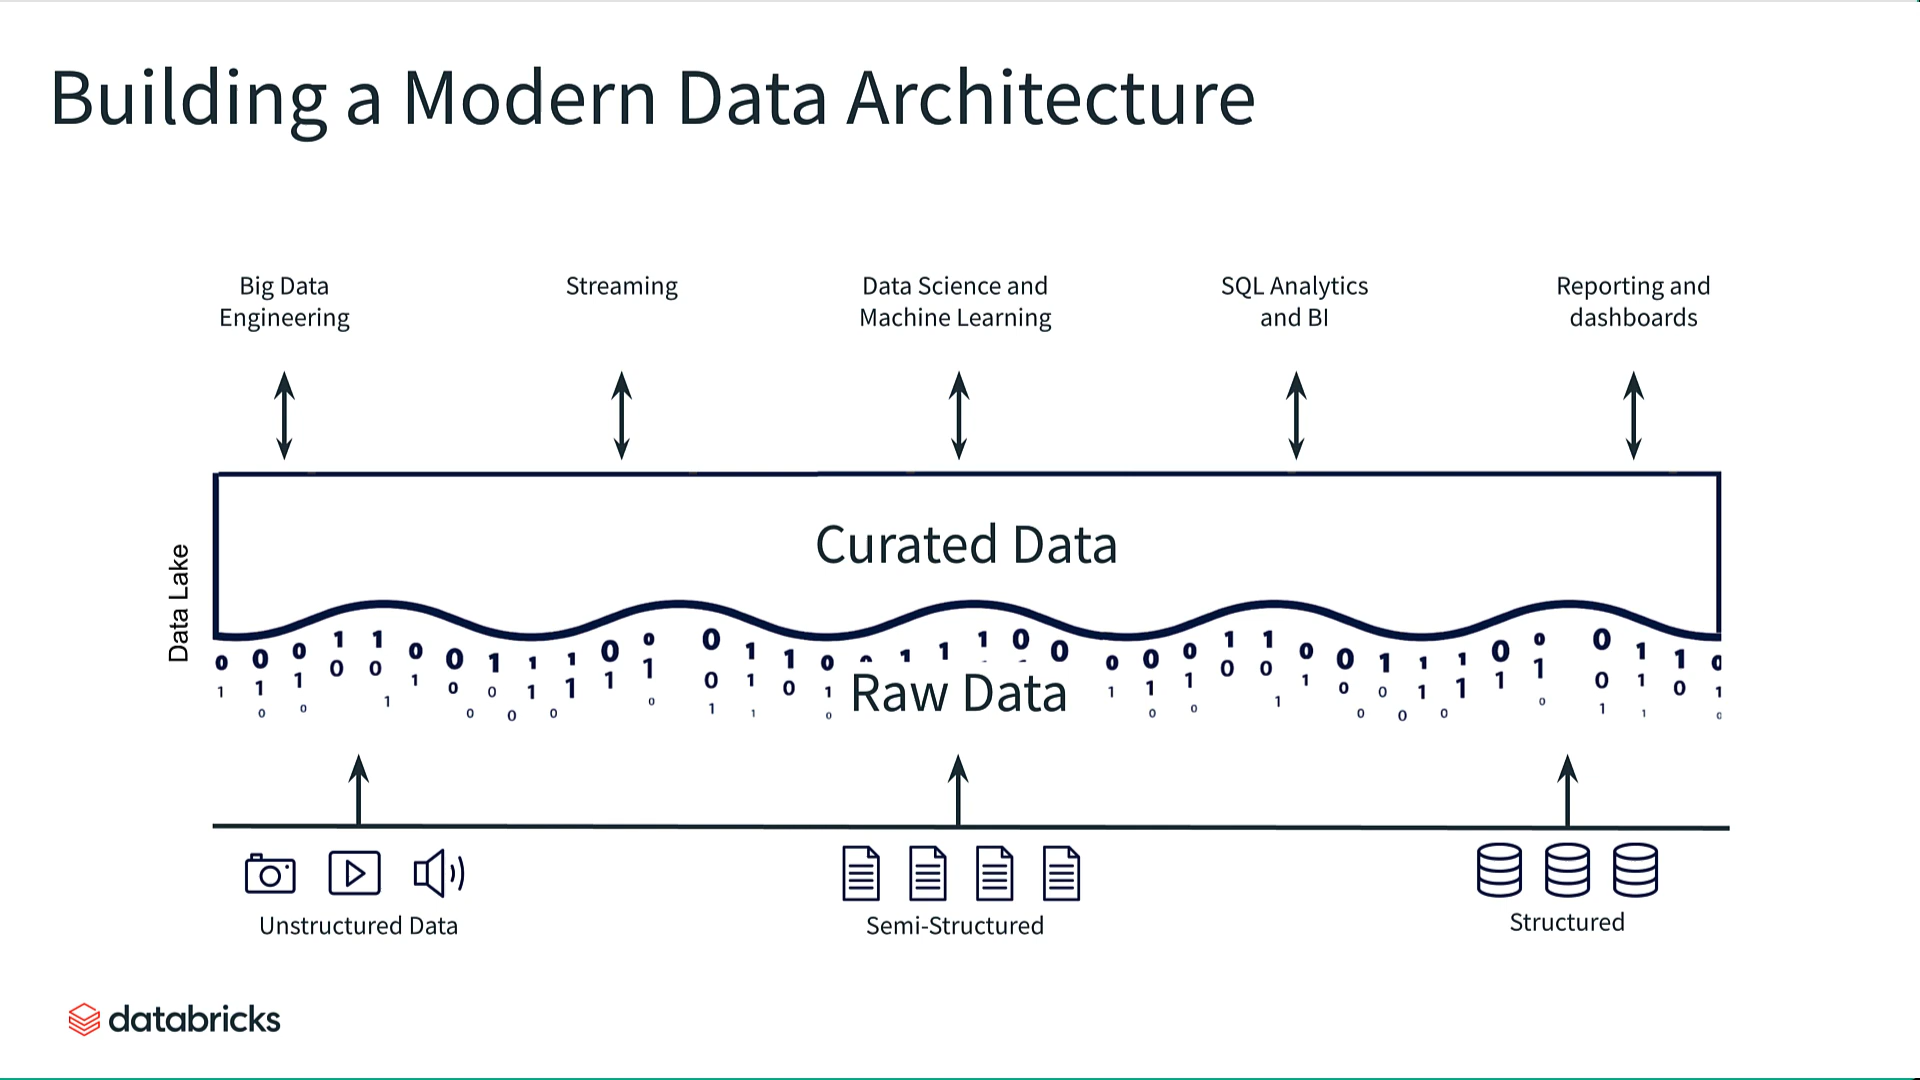 Building a Modern Data Architecture
Big Data
Engineering
Streaming
Data Science and
Machine Learning
SQL Analytics
and BI
Reporting and
dashboards
Data Lake
Curated Data
Raw Data
Unstructured Data
Semi-Structured
Structured
databricks